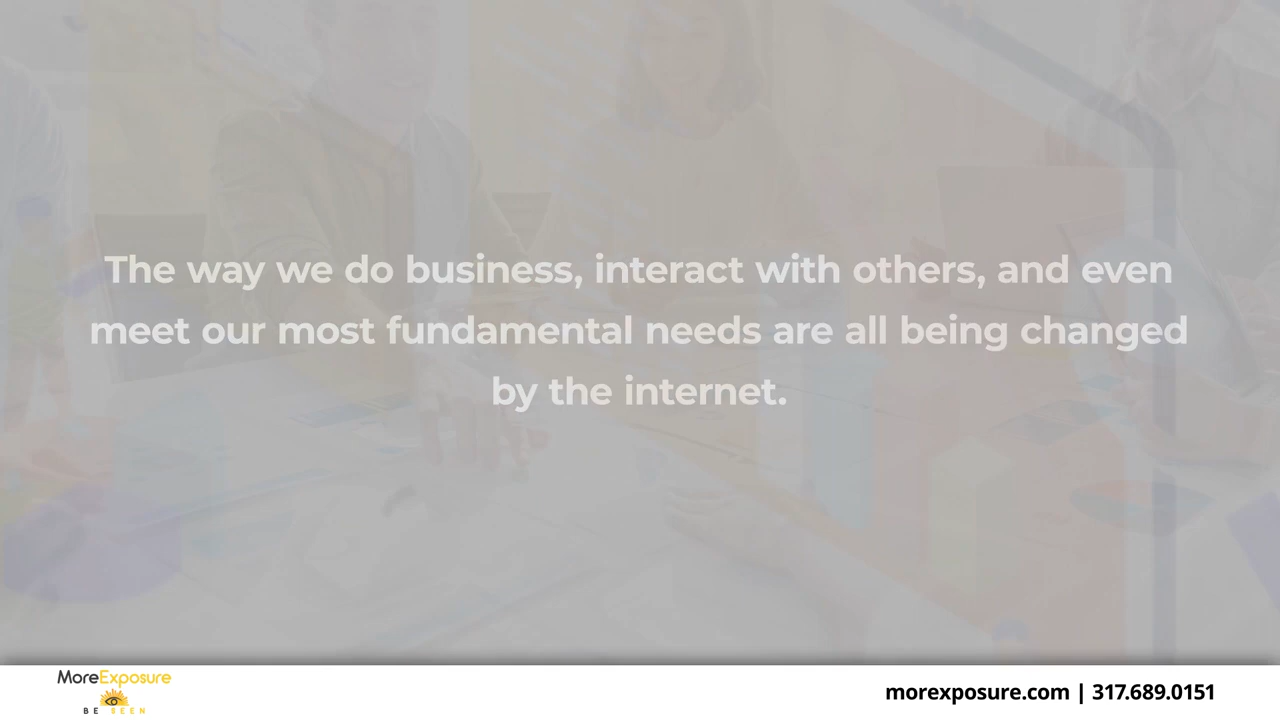 The way we do business, interact with others, and even
meet our most fundamental needs are all being changed
by the internet.
MoreExposure
BE SEEN
morexposure.com | 317.689.0151